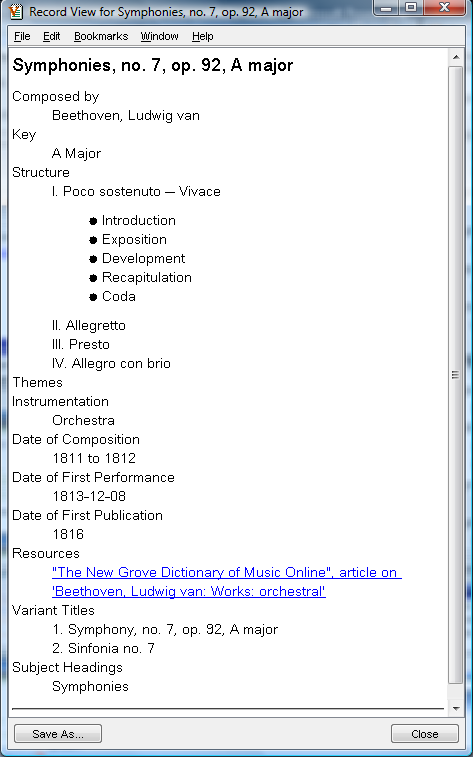 Record View for Symphonies, no. 7, op. 92, A major
File Edit Bookmarks Window Help
Symphonies, no. 7, op. 92, A major
Composed by
Beethoven, Ludwig van
Key
A Major
Structure
I. Poco sostenuto — Vivace
● Introduction
● Exposition
● Development
● Recapitulation
● Coda
II. Allegretto
III. Presto
IV. Allegro con brio
Themes
Instrumentation
Orchestra
Date of Composition
1811 to 1812
Date of First Performance
1813-12-08
Date of First Publication
1816
Resources
"The New Grove Dictionary of Music Online", article on
'Beethoven, Ludwig van: Works: orchestral'
Variant Titles
1. Symphony, no. 7, op. 92, A major
2. Sinfonia no. 7
Subject Headings
Symphonies
Save As... Close